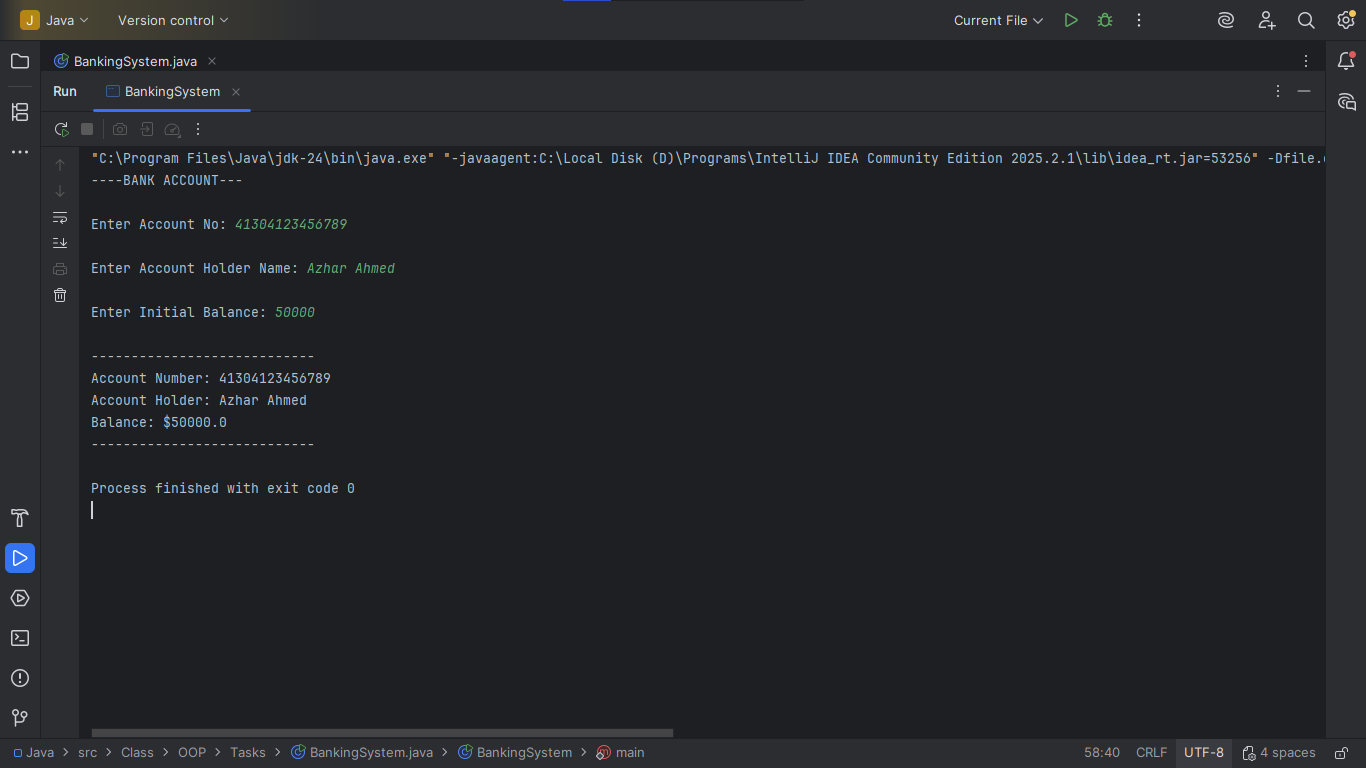 J Java Version control Current File
BankingSystem.java
Run BankingSystem
"C:\Program Files\Java\jdk-24\bin\java.exe" "-javaagent:C:\Local Disk (D)\Programs\IntelliJ IDEA Community Edition 2025.2.1\lib\idea_rt.jar=53256" -Dfile.
----BANK ACCOUNT---
Enter Account No: 41304123456789
Enter Account Holder Name: Azhar Ahmed
Enter Initial Balance: 50000
----------------------------
Account Number: 41304123456789
Account Holder: Azhar Ahmed
Balance: $50000.0
----------------------------
Process finished with exit code 0
Java > src > Class > OOP > Tasks > BankingSystem.java > BankingSystem > main 58:40 CRLF UTF-8 4 spaces